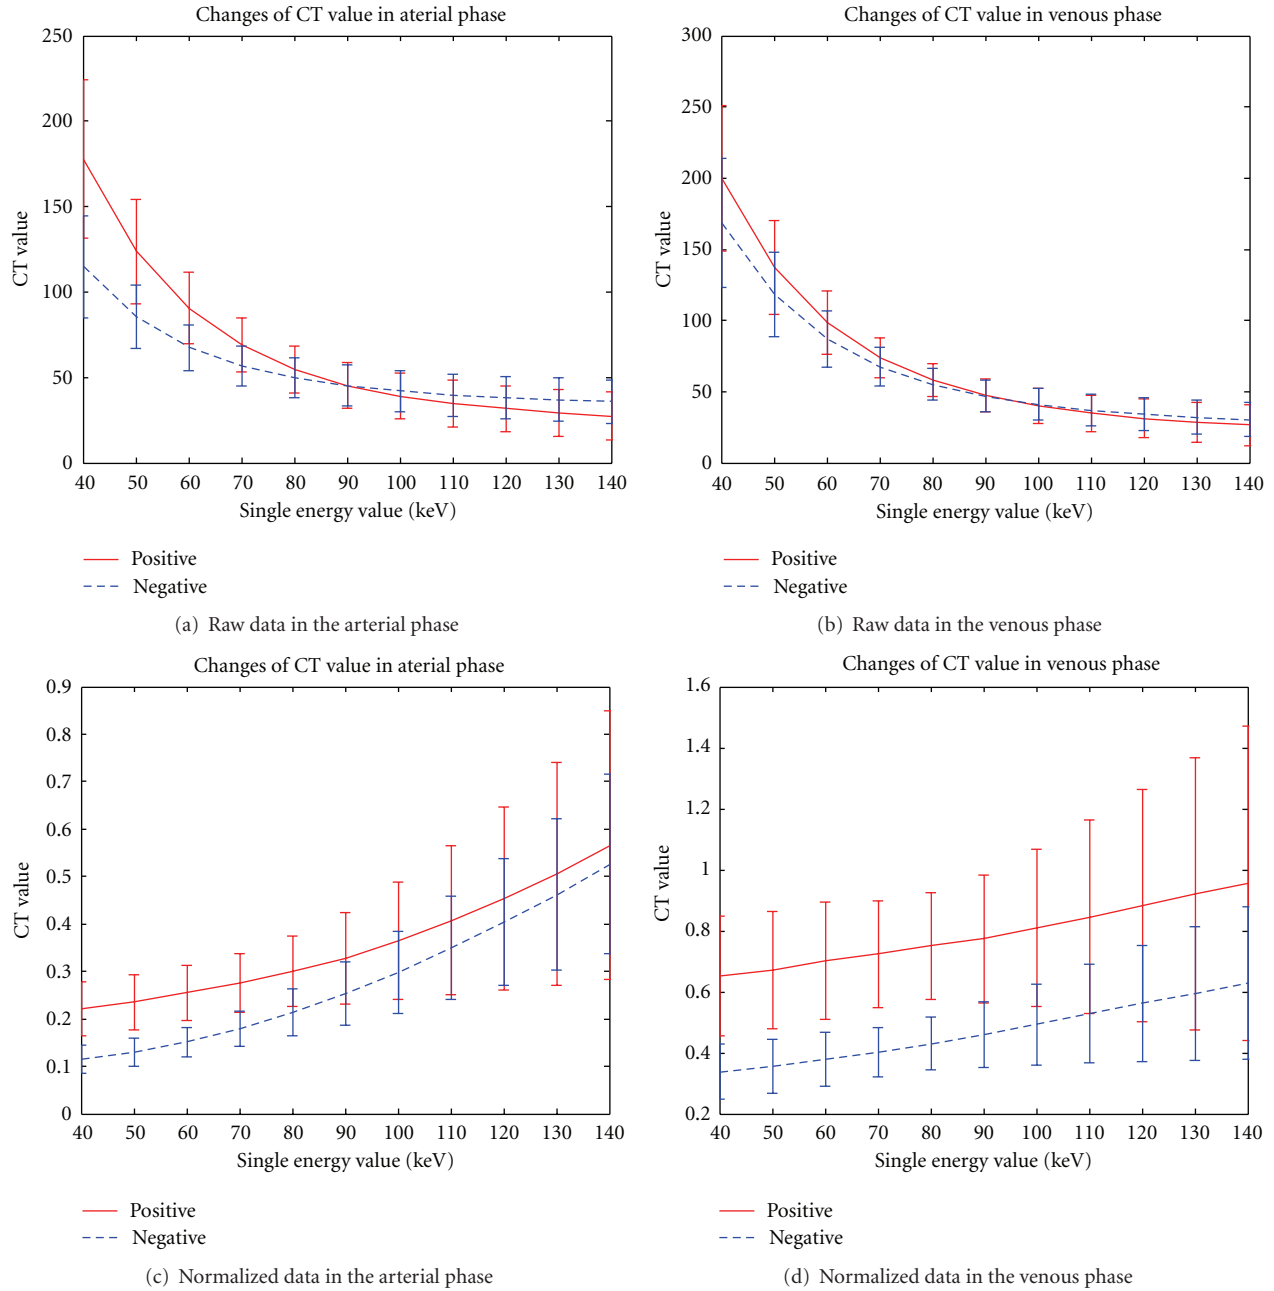 Changes of CT value in aterial phase
250
200
150
100
50
0
CT value
40 50 60 70 80 90 100 110 120 130 140
Single energy value (keV)
Positive
Negative
(a) Raw data in the arterial phase
Changes of CT value in venous phase
300
250
200
150
100
50
0
CT value
40 50 60 70 80 90 100 110 120 130 140
Single energy value (keV)
Positive
Negative
(b) Raw data in the venous phase
Changes of CT value in aterial phase
0.9
0.8
0.7
0.6
0.5
0.4
0.3
0.2
0.1
0
CT value
40 50 60 70 80 90 100 110 120 130 140
Single energy value (keV)
Positive
Negative
(c) Normalized data in the arterial phase
Changes of CT value in venous phase
1.6
1.4
1.2
1
0.8
0.6
0.4
0.2
CT value
40 50 60 70 80 90 100 110 120 130 140
Single energy value (keV)
Positive
Negative
(d) Normalized data in the venous phase